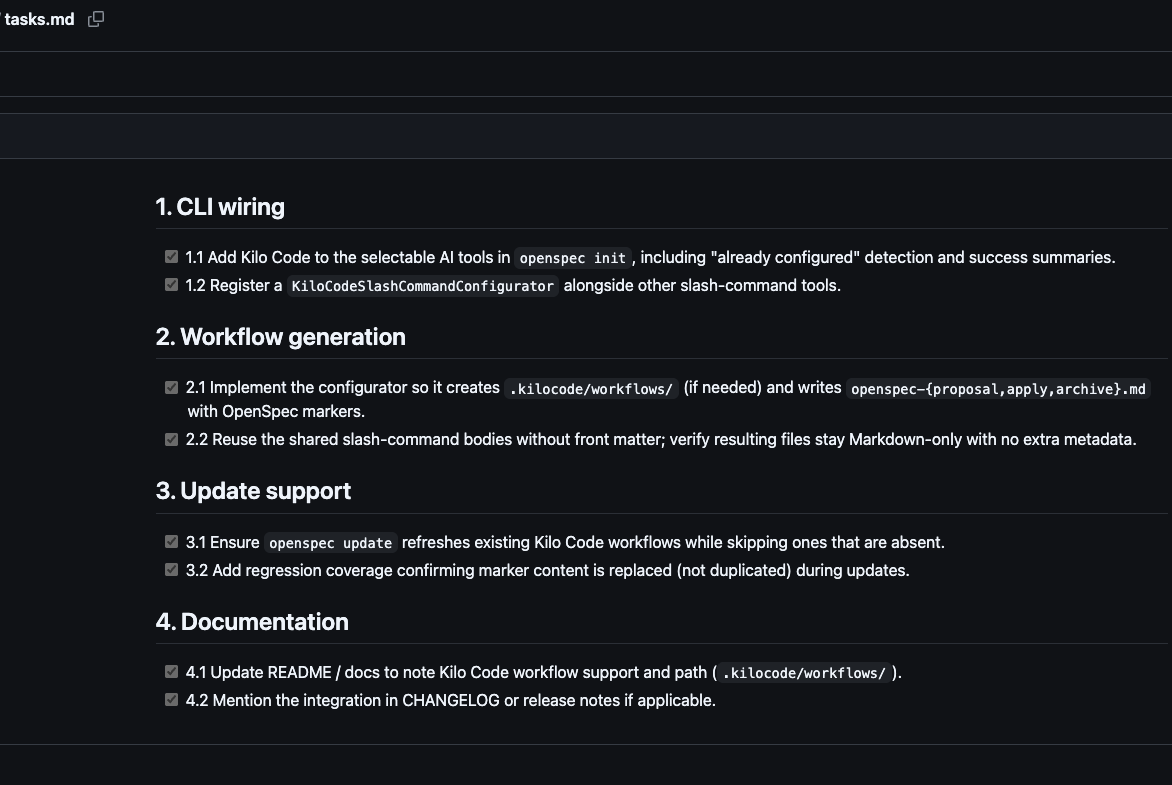 tasks.md
1. CLI wiring
1.1 Add Kilo Code to the selectable AI tools in openspec init, including "already configured" detection and success summaries.
1.2 Register a KiloCodeSlashCommandConfigurator alongside other slash-command tools.
2. Workflow generation
2.1 Implement the configurator so it creates .kilocode/workflows/ (if needed) and writes openspec-{proposal,apply,archive}.md
with OpenSpec markers.
2.2 Reuse the shared slash-command bodies without front matter; verify resulting files stay Markdown-only with no extra metadata.
3. Update support
3.1 Ensure openspec update refreshes existing Kilo Code workflows while skipping ones that are absent.
3.2 Add regression coverage confirming marker content is replaced (not duplicated) during updates.
4. Documentation
4.1 Update README / docs to note Kilo Code workflow support and path (.kilocode/workflows/).
4.2 Mention the integration in CHANGELOG or release notes if applicable.